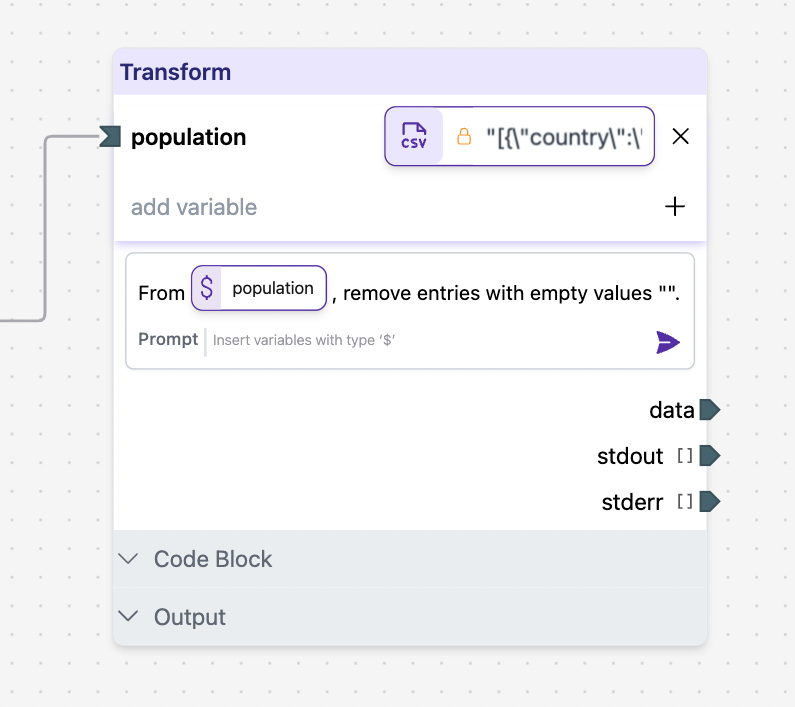 Transform
population CSV "[{\"country\":\'
add variable
From $ population , remove entries with empty values "".
Prompt Insert variables with type ‘$’
data
stdout []
stderr []
Code Block
Output